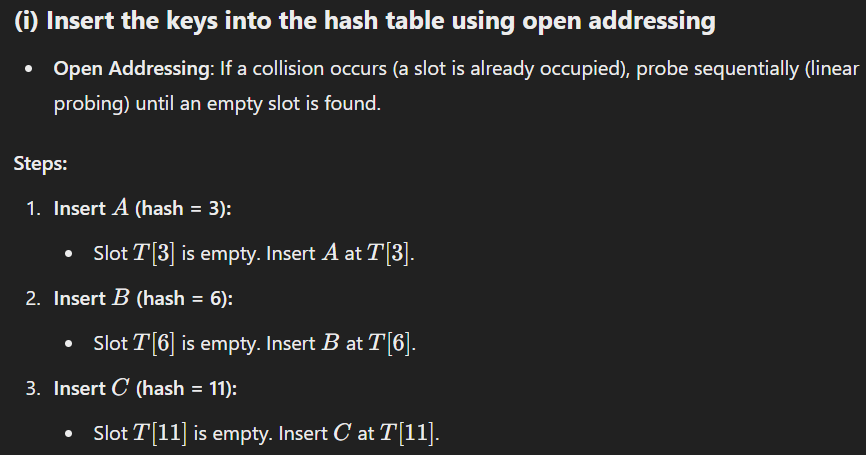 (i) Insert the keys into the hash table using open addressing
• Open Addressing: If a collision occurs (a slot is already occupied), probe sequentially (linear
probing) until an empty slot is found.
Steps:
1. Insert A (hash = 3):
• Slot T[3] is empty. Insert A at T[3].
2. Insert B (hash = 6):
• Slot T[6] is empty. Insert B at T[6].
3. Insert C (hash = 11):
• Slot T[11] is empty. Insert C at T[11].